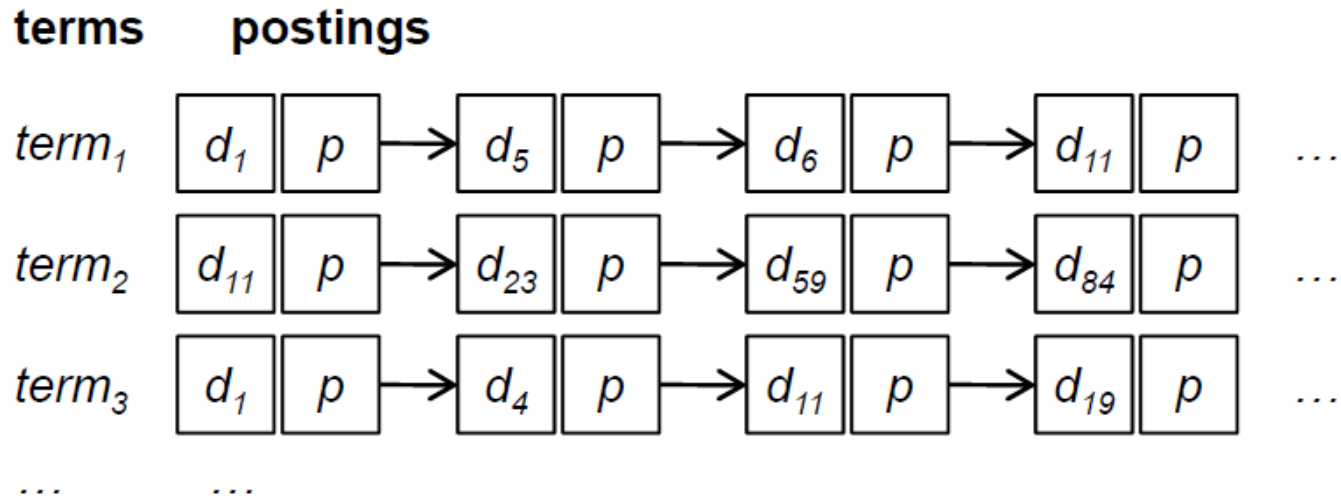 terms postings
term₁ d₁ p d₅ p d₆ p d₁₁ p ...
term₂ d₁₁ p d₂₃ p d₅₉ p d₈₄ p ...
term₃ d₁ p d₄ p d₁₁ p d₁₉ p ...
... ...